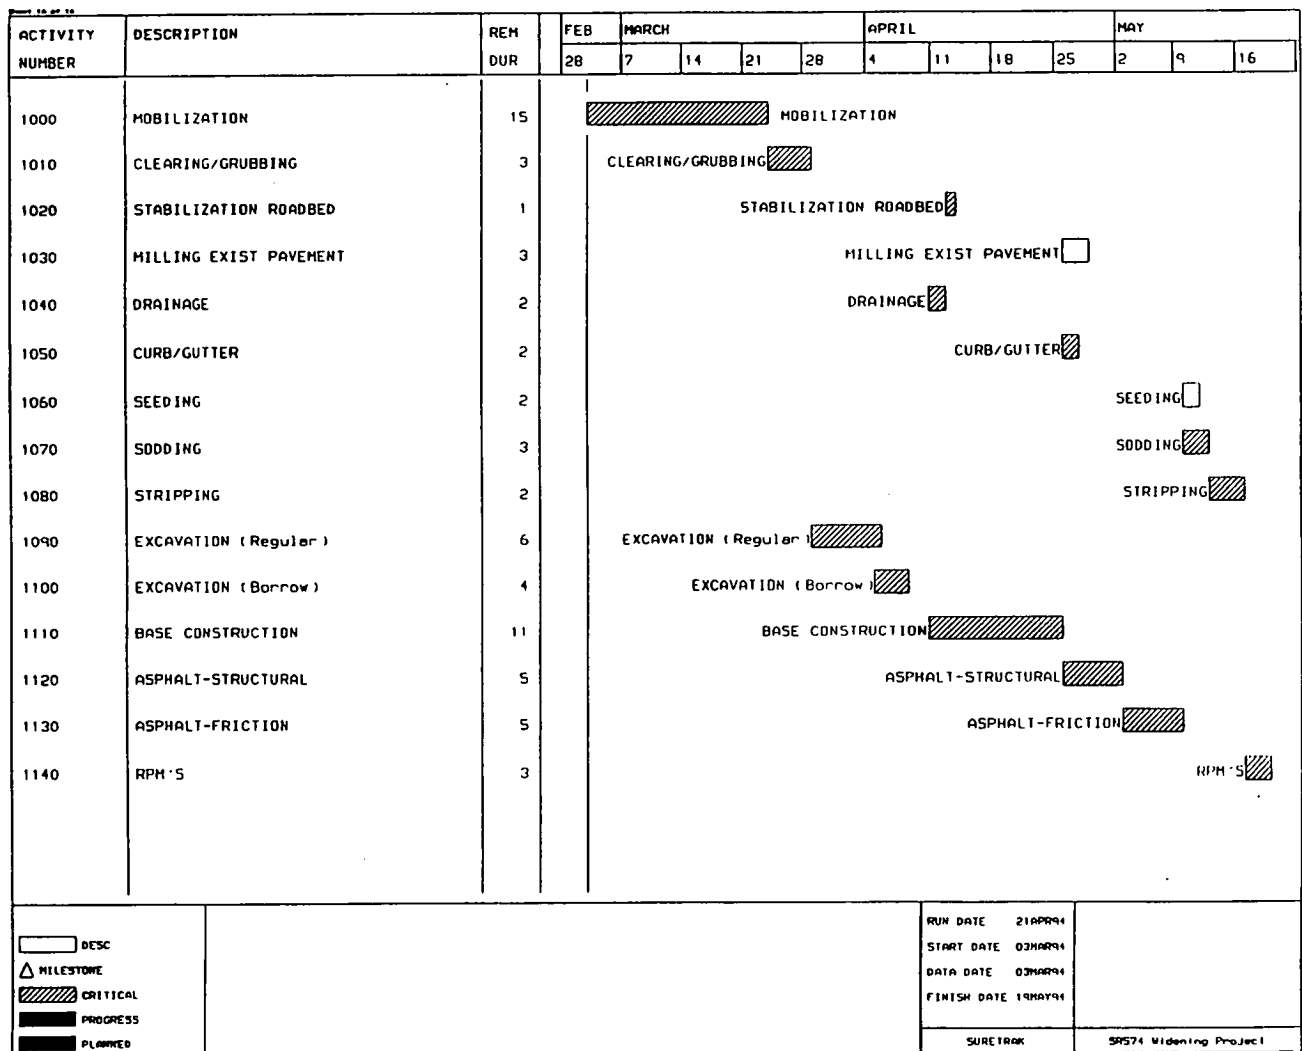 Sheet 16 of 16
ACTIVITY NUMBER DESCRIPTION REM DUR FEB MARCH APRIL MAY
28 7 14 21 28 4 11 18 25 2 9 16
1000 MOBILIZATION 15 MOBILIZATION
1010 CLEARING/GRUBBING 3 CLEARING/GRUBBING
1020 STABILIZATION ROADBED 1 STABILIZATION ROADBED
1030 MILLING EXIST PAVEMENT 3 MILLING EXIST PAVEMENT
1040 DRAINAGE 2 DRAINAGE
1050 CURB/GUTTER 2 CURB/GUTTER
1060 SEEDING 2 SEEDING
1070 SODDING 3 SODDING
1080 STRIPPING 2 STRIPPING
1090 EXCAVATION (Regular) 6 EXCAVATION (Regular)
1100 EXCAVATION (Borrow) 4 EXCAVATION (Borrow)
1110 BASE CONSTRUCTION 11 BASE CONSTRUCTION
1120 ASPHALT-STRUCTURAL 5 ASPHALT-STRUCTURAL
1130 ASPHALT-FRICTION 5 ASPHALT-FRICTION
1140 RPM'S 3 RPM'S
DESC
MILESTONE
CRITICAL
PROGRESS
PLANNED
RUN DATE 21APR94
START DATE 03MAR94
DATA DATE 03MAR94
FINISH DATE 19MAY94
SURETRAK SR574 Widening Project